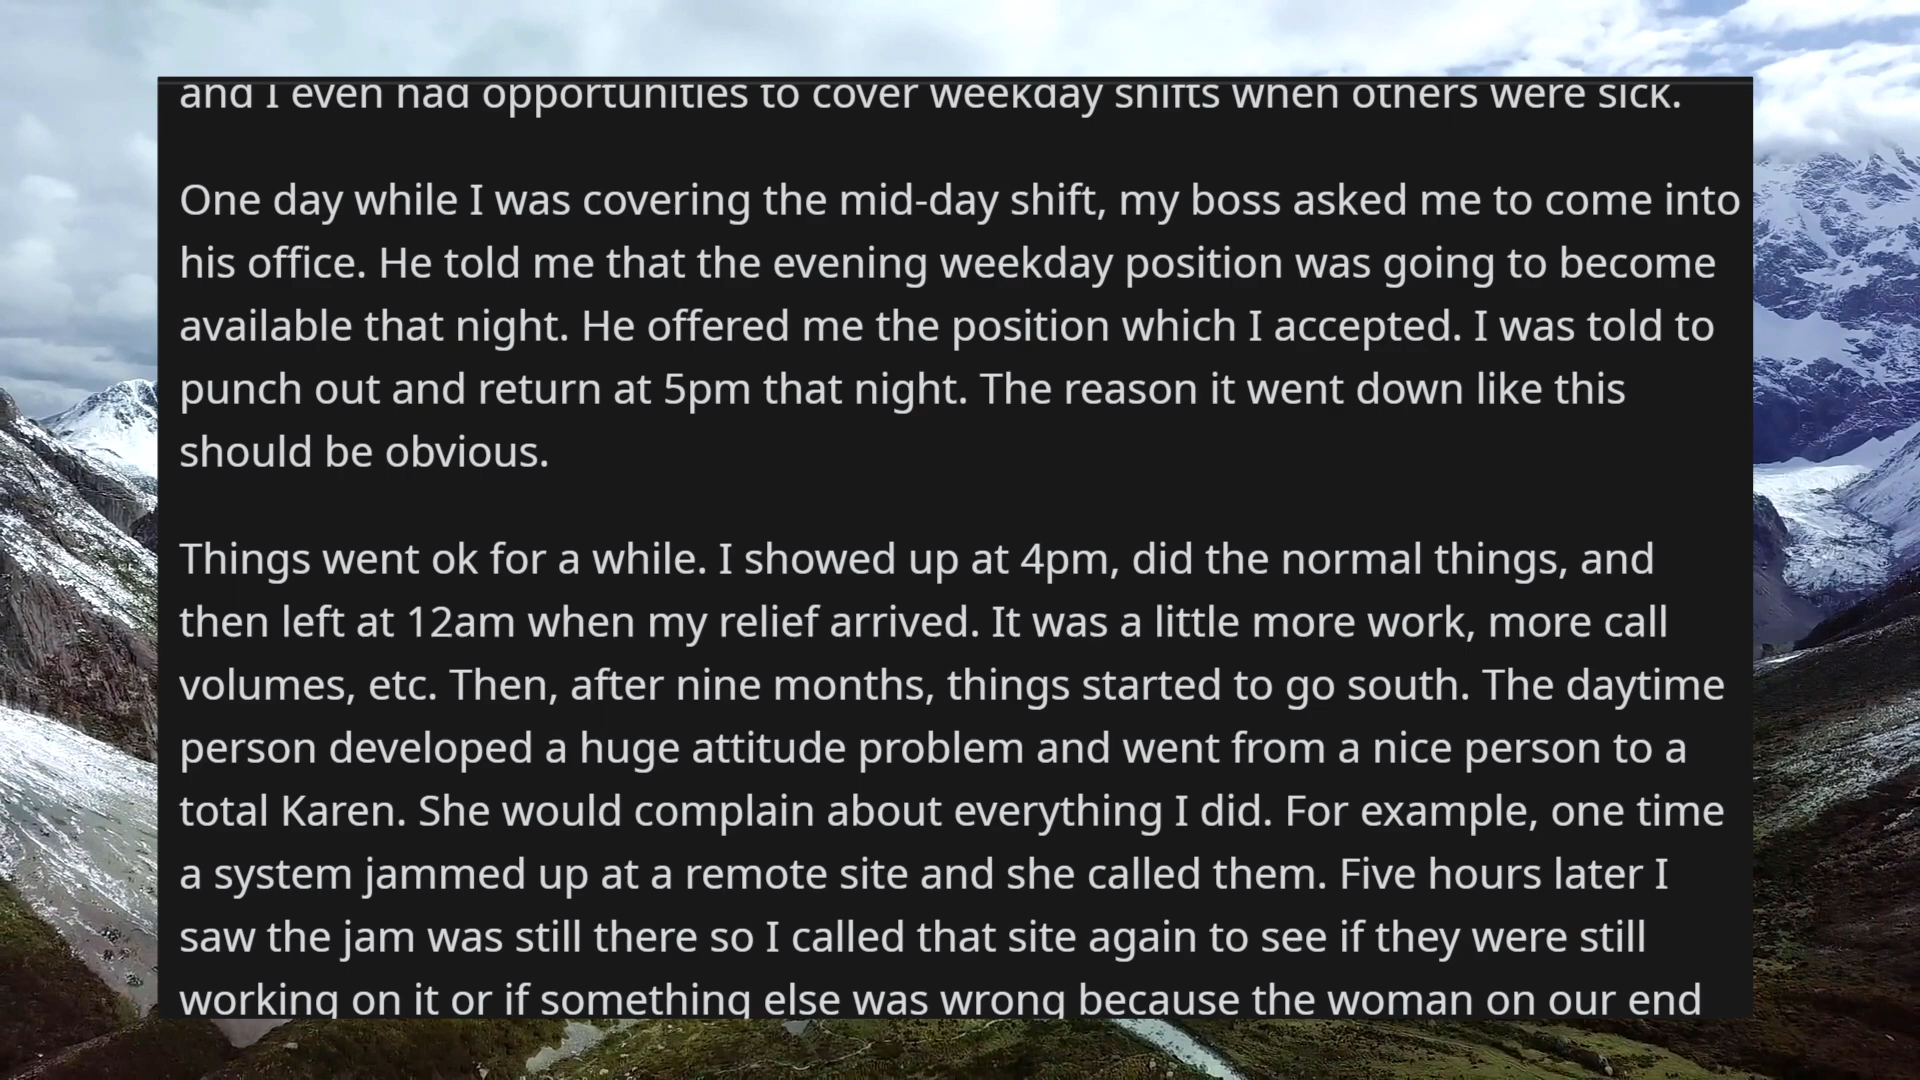 and I even had opportunities to cover weekday shifts when others were sick.
One day while I was covering the mid-day shift, my boss asked me to come into
his office. He told me that the evening weekday position was going to become
available that night. He offered me the position which I accepted. I was told to
punch out and return at 5pm that night. The reason it went down like this
should be obvious.
Things went ok for a while. I showed up at 4pm, did the normal things, and
then left at 12am when my relief arrived. It was a little more work, more call
volumes, etc. Then, after nine months, things started to go south. The daytime
person developed a huge attitude problem and went from a nice person to a
total Karen. She would complain about everything I did. For example, one time
a system jammed up at a remote site and she called them. Five hours later I
saw the jam was still there so I called that site again to see if they were still
working on it or if something else was wrong because the woman on our end